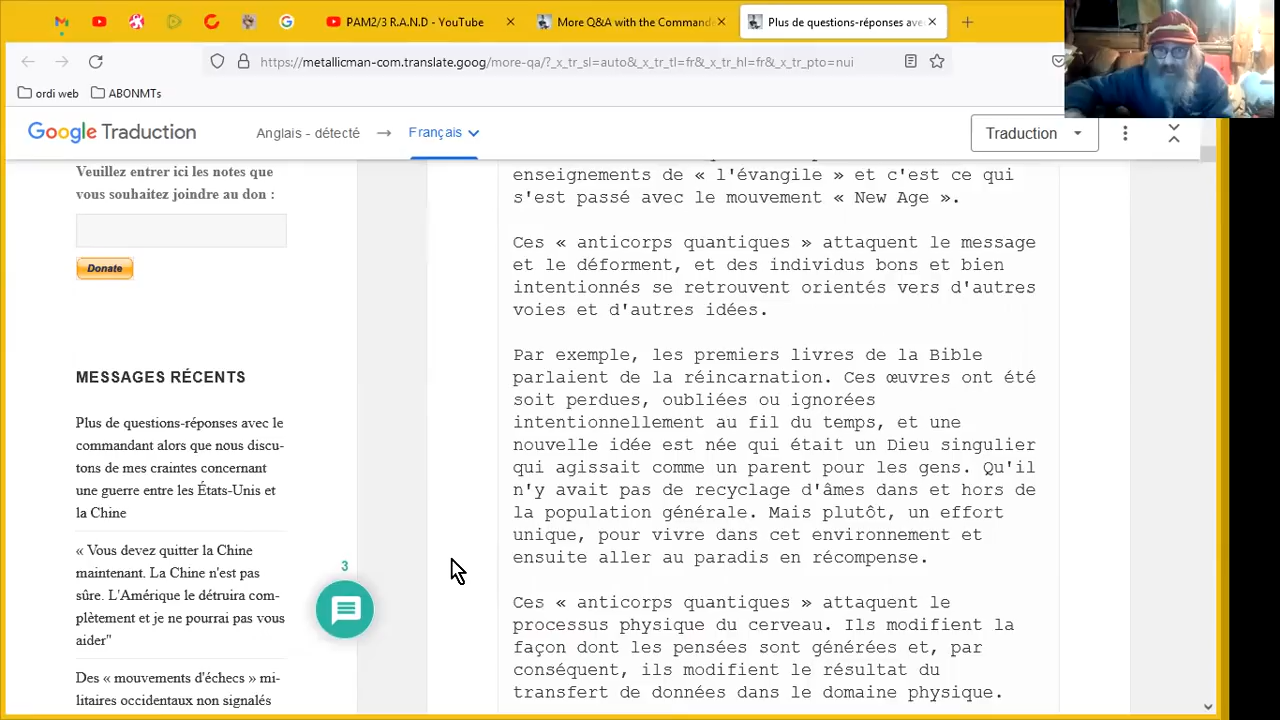 PAM2/3 R.A.N.D - YouTube
More Q&A with the Command
Plus de questions-réponses ave
https://metallicman-com.translate.goog/more-qa/?_x_tr_sl=auto&_x_tr_tl=fr&_x_tr_hl=fr&_x_tr_pto=nui
ordi web
ABONMTs
Google Traduction
Anglais - détecté
Français
Traduction
Veuillez entrer ici les notes que
vous souhaitez joindre au don :
Donate
MESSAGES RÉCENTS
Plus de questions-réponses avec le
commandant alors que nous discu-
tons de mes craintes concernant
une guerre entre les États-Unis et
la Chine
« Vous devez quitter la Chine
maintenant. La Chine n'est pas
sûre. L'Amérique le détruira com-
plètement et je ne pourrai pas vous
aider"
Des « mouvements d'échecs » mi-
litaires occidentaux non signalés
3
enseignements de « l'évangile » et c'est ce qui
s'est passé avec le mouvement « New Age ».
Ces « anticorps quantiques » attaquent le message
et le déforment, et des individus bons et bien
intentionnés se retrouvent orientés vers d'autres
voies et d'autres idées.
Par exemple, les premiers livres de la Bible
parlaient de la réincarnation. Ces œuvres ont été
soit perdues, oubliées ou ignorées
intentionnellement au fil du temps, et une
nouvelle idée est née qui était un Dieu singulier
qui agissait comme un parent pour les gens. Qu'il
n'y avait pas de recyclage d'âmes dans et hors de
la population générale. Mais plutôt, un effort
unique, pour vivre dans cet environnement et
ensuite aller au paradis en récompense.
Ces « anticorps quantiques » attaquent le
processus physique du cerveau. Ils modifient la
façon dont les pensées sont générées et, par
conséquent, ils modifient le résultat du
transfert de données dans le domaine physique.